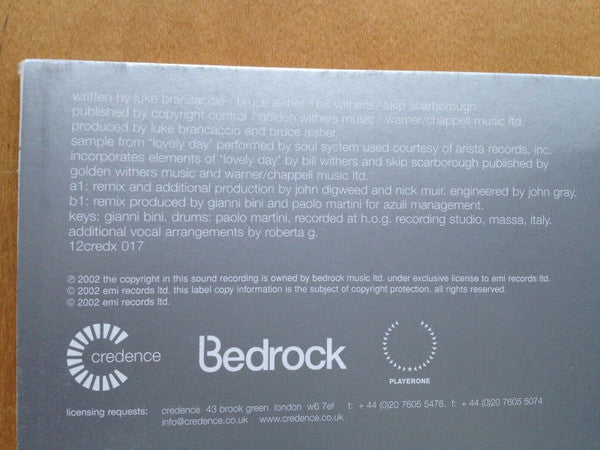 written by luke brancaccio / bruce aisher / bill withers / skip scarborough
published by copyright control / golden withers music / warner/chappell music ltd.
produced by luke brancaccio and bruce aisher.
sample from 'lovely day' performed by soul system used courtesy of arista records, inc.
incorporates elements of 'lovely day' by bill withers and skip scarborough published by
golden withers music and warner/chappell music ltd.
a1: remix and additional production by john digweed and nick muir. engineered by john gray.
b1: remix produced by gianni bini and paolo martini for azuli management.
keys: gianni bini. drums: paolo martini. recorded at h.o.g. recording studio, massa, italy.
additional vocal arrangements by roberta g.
12credx 017
℗ 2002 the copyright in this sound recording is owned by bedrock music ltd. under exclusive license to emi records ltd.
© 2002 emi records ltd. this label copy information is the subject of copyright protection. all rights reserved.
© 2002 emi records ltd.
credence
Bedrock
PLAYERONE
licensing requests: credence 43 brook green london w6 7ef t: + 44 (0)20 7605 5476. f: + 44 (0)20 7605 5074
info@credence.co.uk www.credence.co.uk